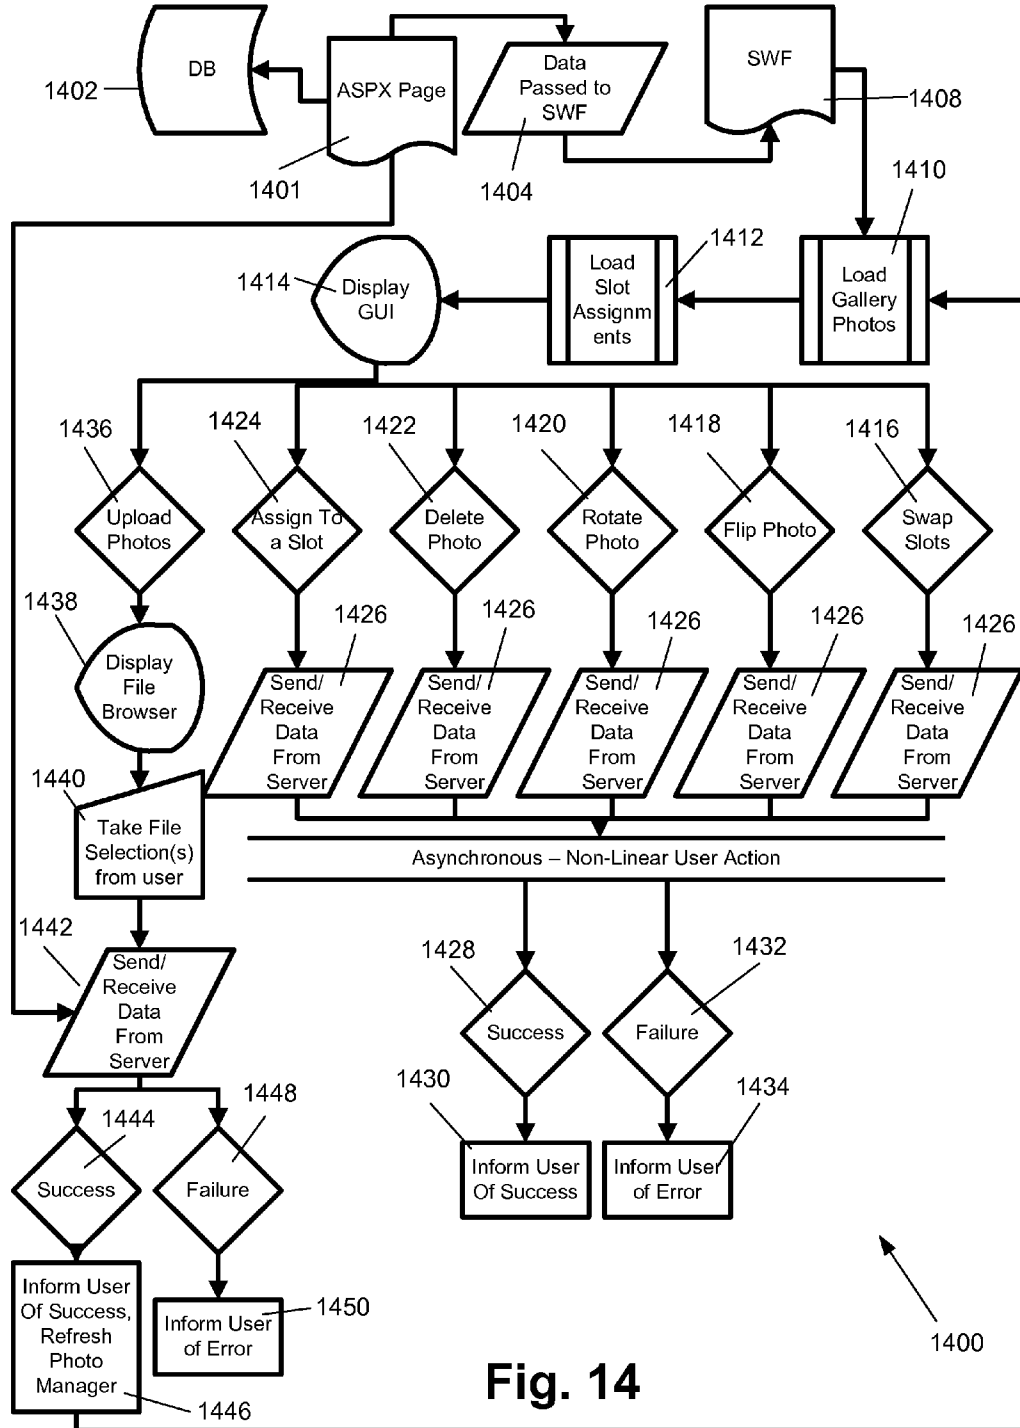 DB
1402
ASPX Page
1401
Data
Passed to
SWF
1404
SWF
1408
1410
Load
Gallery
Photos
1412
Load
Slot
Assignm
ents
1414
Display
GUI
1436
Upload
Photos
1424
Assign To
a Slot
1422
Delete
Photo
1420
Rotate
Photo
1418
Flip Photo
1416
Swap
Slots
1438
Display
File
Browser
1426
Send/
Receive
Data
From
Server
1426
Send/
Receive
Data
From
Server
1426
Send/
Receive
Data
From
Server
1426
Send/
Receive
Data
From
Server
1426
Send/
Receive
Data
From
Server
1440
Take File
Selection(s)
from user
Asynchronous – Non-Linear User Action
1442
Send/
Receive
Data
From
Server
1428
Success
1432
Failure
1430
Inform User
Of Success
1434
Inform User
of Error
1444
Success
1448
Failure
Inform User
Of Success,
Refresh
Photo
Manager
1446
1450
Inform User
of Error
1400
Fig. 14